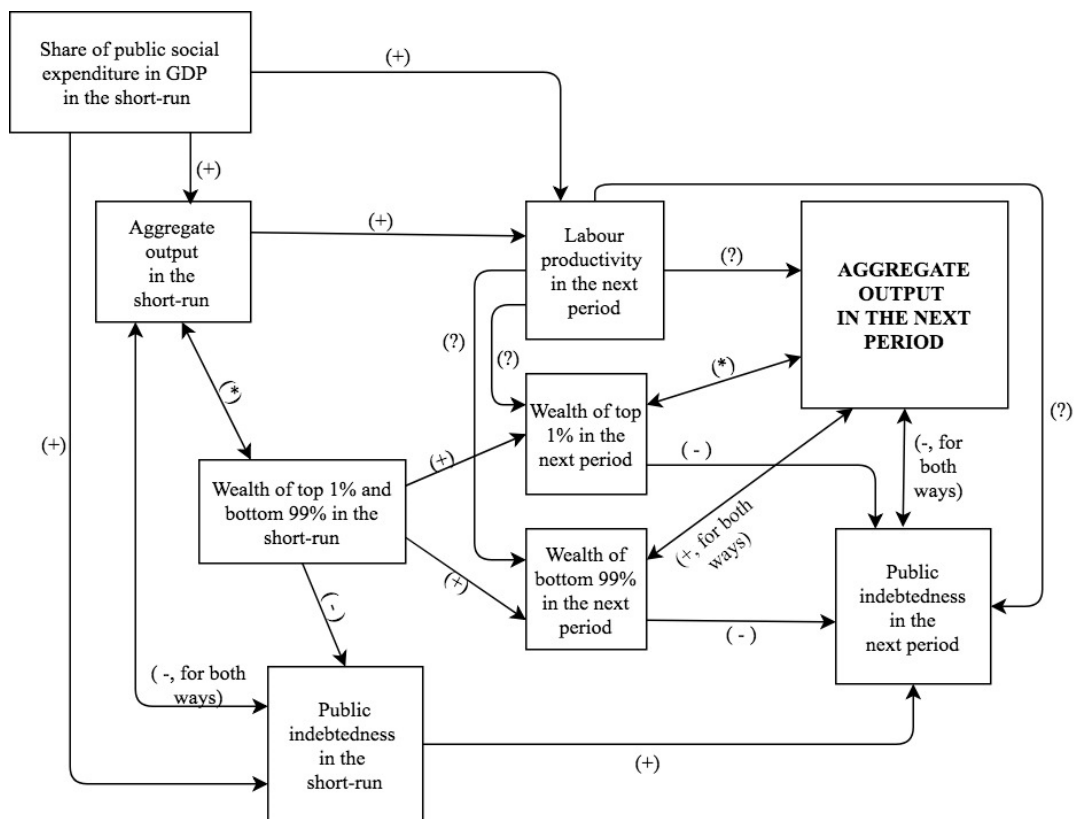 Share of public social
expenditure in GDP
in the short-run
(+)
(+)
Aggregate
output
in the
short-run
(+)
Labour
productivity
in the next
period
(?)
AGGREGATE
OUTPUT
IN THE NEXT
PERIOD
(?)
(?)
(*)
(*)
(+)
(?)
Wealth of top
1% in the
next period
(+)
(-)
(-, for
both
ways)
Wealth of top 1% and
bottom 99% in the
short-run
(+)
(+, for both
ways)
Wealth of
bottom 99%
in the next
period
(-)
(-)
Public
indebtedness
in the
next period
( -, for both
ways)
Public
indebtedness
in the
short-run
(+)